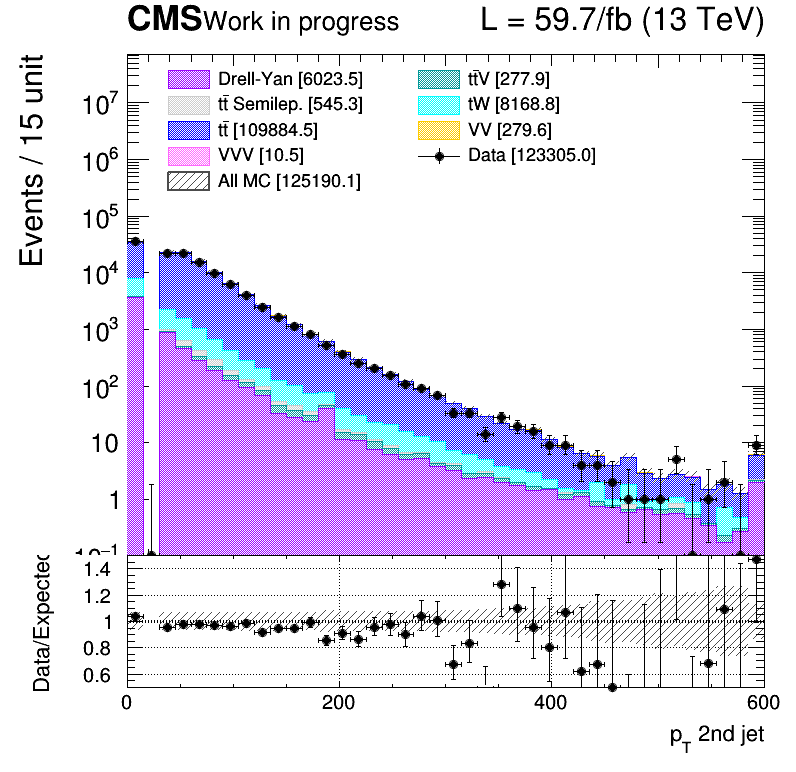 CMS Work in progress L = 59.7/fb (13 TeV)
Events / 15 unit
Drell-Yan [6023.5]
tt̄V [277.9]
tt̄ Semilep. [545.3]
tW [8168.8]
tt̄ [109884.5]
VV [279.6]
VVV [10.5]
Data [123305.0]
All MC [125190.1]
10⁷
10⁶
10⁵
10⁴
10³
10²
10
1
10⁻¹
Data/Expected
1.4
1.2
1
0.8
0.6
0 200 400 600
p_T 2nd jet